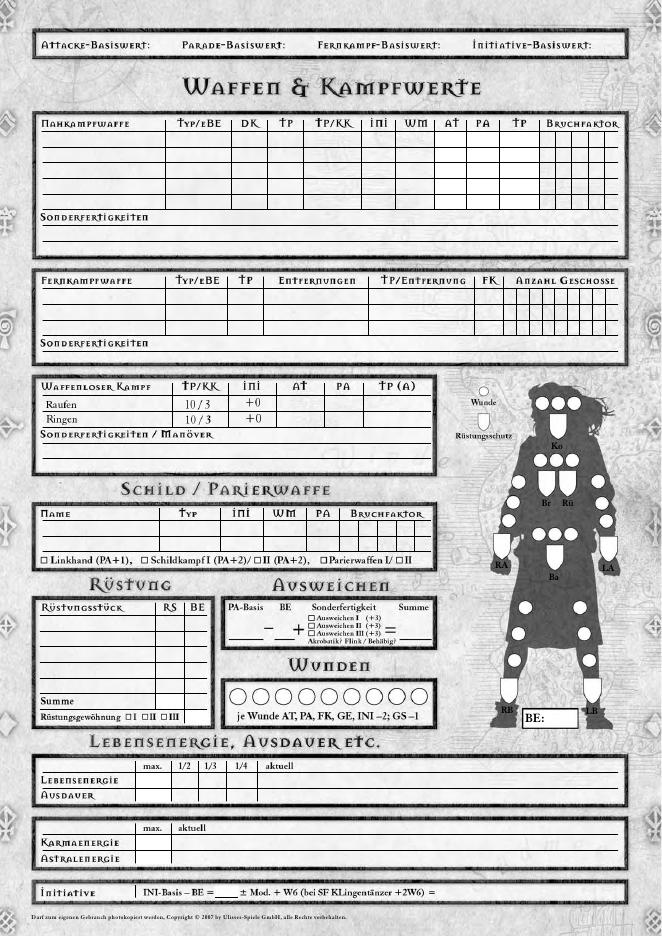 Attacke-Basiswert: Parade-Basiswert: Fernkampf-Basiswert: Initiative-Basiswert:
Waffen & Kampfwerte
Nahkampfwaffe Typ/eBE DK TP TP/KK INI WM AT PA TP Bruchfaktor
Sonderfertigkeiten
Fernkampfwaffe Typ/eBE TP Entfernungen TP/Entfernung FK Anzahl Geschosse
Sonderfertigkeiten
Waffenloser Kampf TP/KK INI AT PA TP (A)
Raufen 10/3 +0
Ringen 10/3 +0
Sonderfertigkeiten / Manöver
Wunde
Rüstungsschutz
Ko
Br Rü
RA LA
Ba
RB LB
BE:
Schild / Parierwaffe
Name Typ INI WM PA Bruchfaktor
Linkhand (PA+1), Schildkampf I (PA+2)/ II (PA+2), Parierwaffen I/ II
Rüstung
Rüstungsstück RS BE
Summe
Rüstungsgewöhnung I II III
Ausweichen
PA-Basis BE Sonderfertigkeit Summe
Ausweichen I (+3)
– + Ausweichen II (+3) =
Ausweichen III (+3)
Akrobatik? Flink / Behäbig?
Wunden
je Wunde AT, PA, FK, GE, INI –2; GS –1
Lebensenergie, Ausdauer etc.
max. 1/2 1/3 1/4 aktuell
Lebensenergie
Ausdauer
max. aktuell
Karmaenergie
Astralenergie
Initiative INI-Basis – BE = ____ ± Mod. + W6 (bei SF KLingentänzer +2W6) =
Darf zum eigenen Gebrauch photokopiert werden, Copyright © 2007 by Ulisses-Spiele GmbH, alle Rechte vorbehalten.